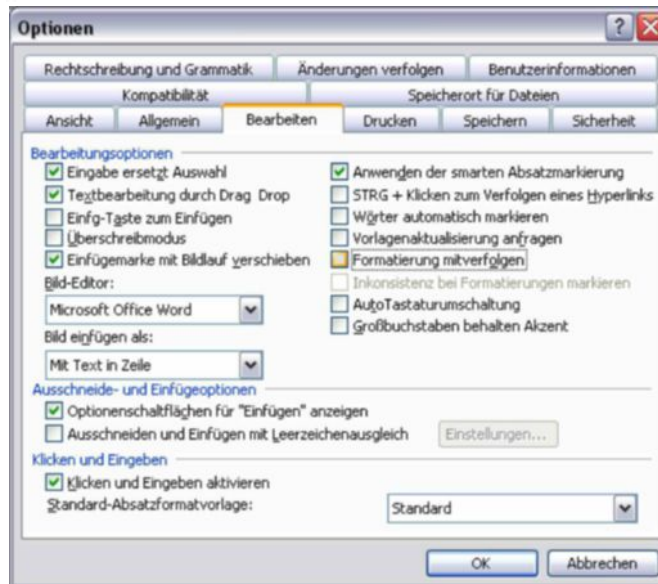 Optionen
Rechtschreibung und Grammatik Änderungen verfolgen Benutzerinformationen
Kompatibilität Speicherort für Dateien
Ansicht Allgemein Bearbeiten Drucken Speichern Sicherheit
Bearbeitungsoptionen
Eingabe ersetzt Auswahl
Textbearbeitung durch Drag Drop
Einfg-Taste zum Einfügen
Überschreibmodus
Einfügemarke mit Bildlauf verschieben
Bild-Editor:
Microsoft Office Word
Bild einfügen als:
Mit Text in Zeile
Anwenden der smarten Absatzmarkierung
STRG + Klicken zum Verfolgen eines Hyperlinks
Wörter automatisch markieren
Vorlagenaktualisierung anfragen
Formatierung mitverfolgen
Inkonsistenz bei Formatierungen markieren
AutoTastaturumschaltung
Großbuchstaben behalten Akzent
Ausschneide- und Einfügeoptionen
Optionenschaltflächen für "Einfügen" anzeigen
Ausschneiden und Einfügen mit Leerzeichenausgleich Einstellungen...
Klicken und Eingeben
Klicken und Eingeben aktivieren
Standard-Absatzformatvorlage: Standard
OK Abbrechen